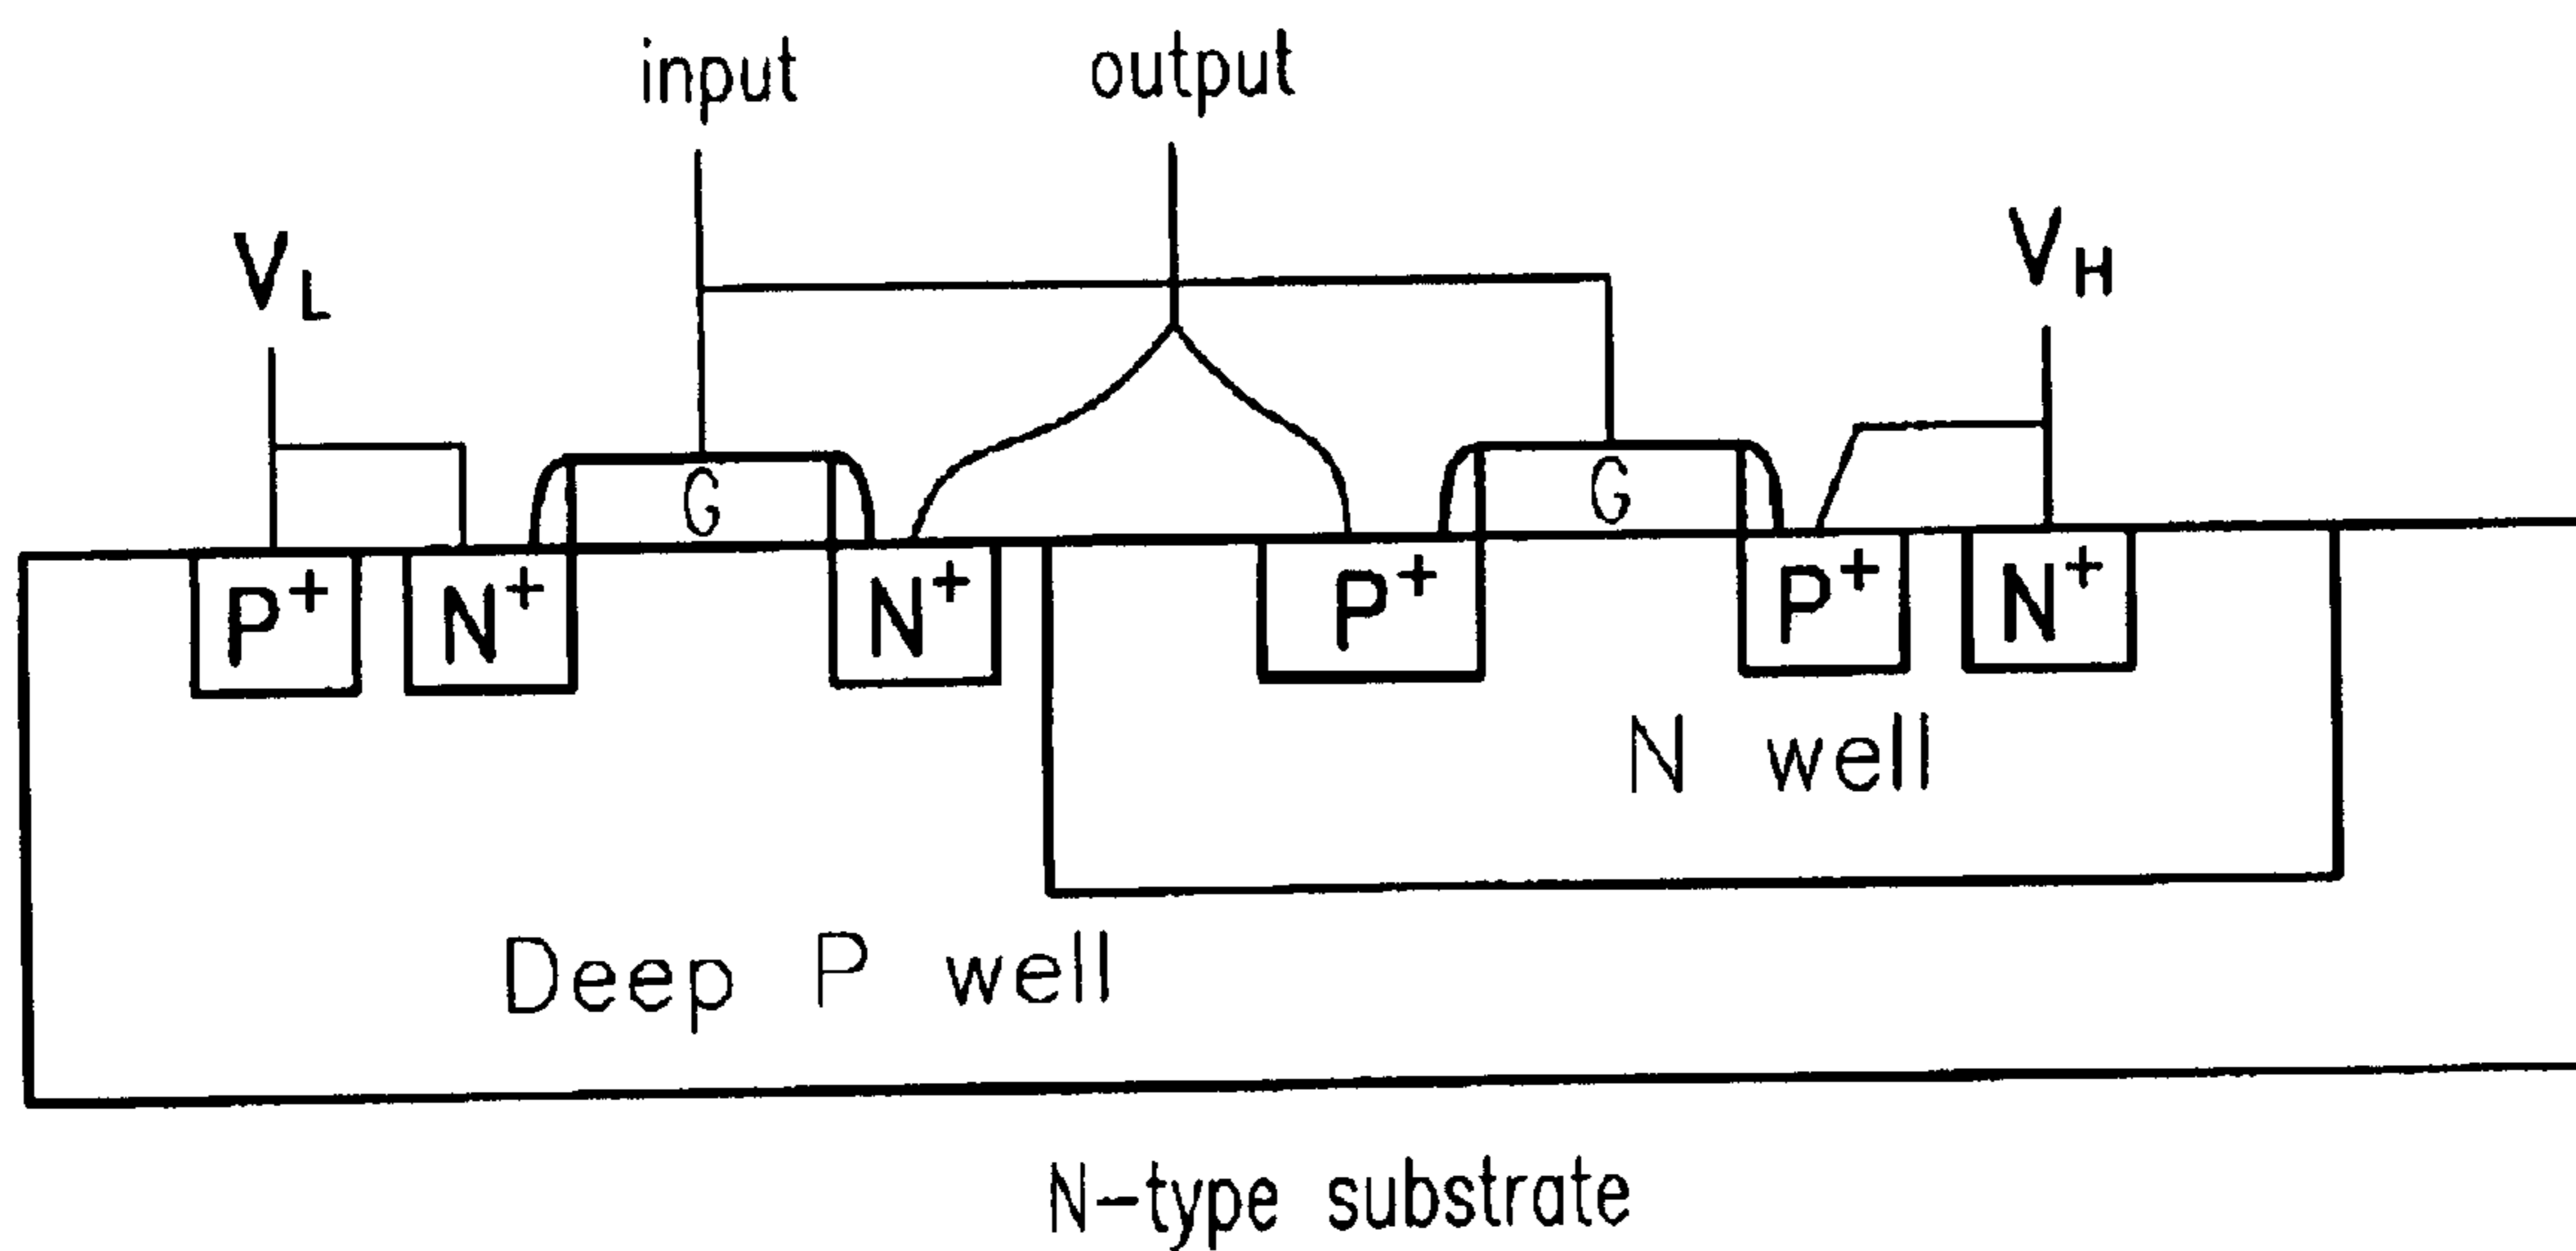 input output
V_L V_H
G G
P+ N+ N+ P+ P+ N+
N well
Deep P well
N-type substrate